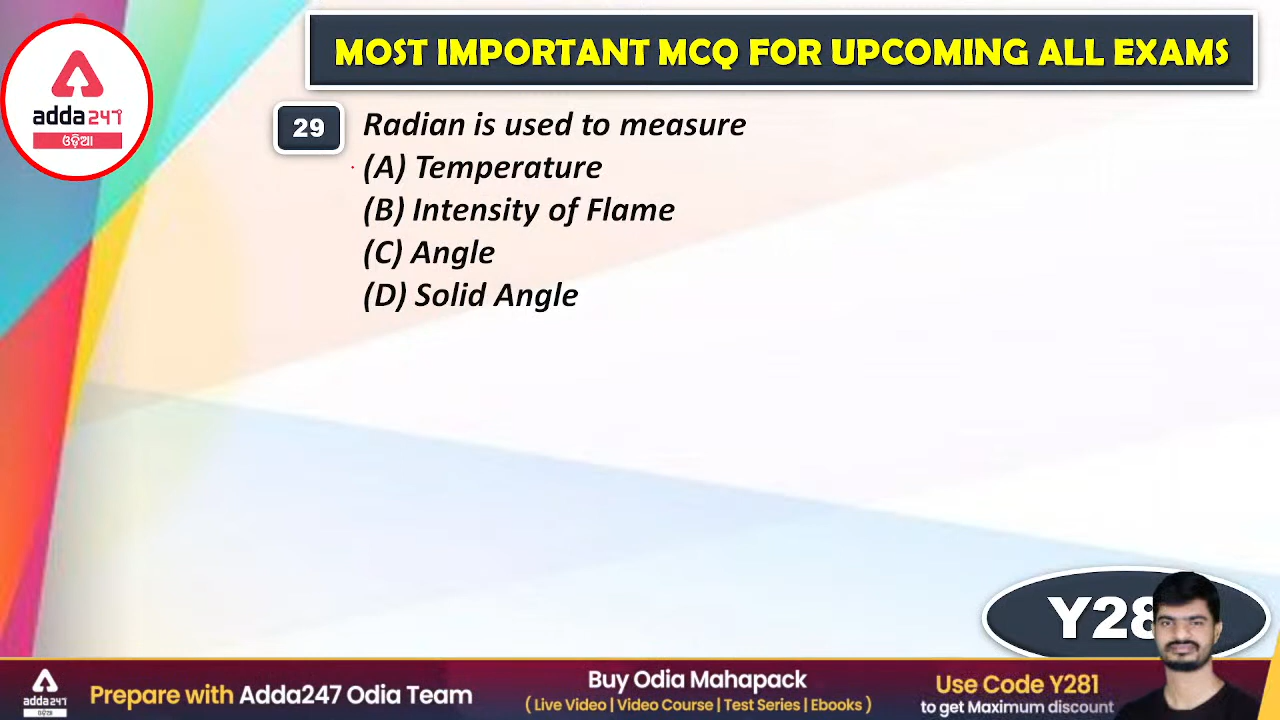 MOST IMPORTANT MCQ FOR UPCOMING ALL EXAMS
adda247
ଓଡ଼ିଆ
29
Radian is used to measure
(A) Temperature
(B) Intensity of Flame
(C) Angle
(D) Solid Angle
Y28
adda247
ଓଡ଼ିଆ
Prepare with Adda247 Odia Team
Buy Odia Mahapack
( Live Video | Video Course | Test Series | Ebooks )
Use Code Y281
to get Maximum discount